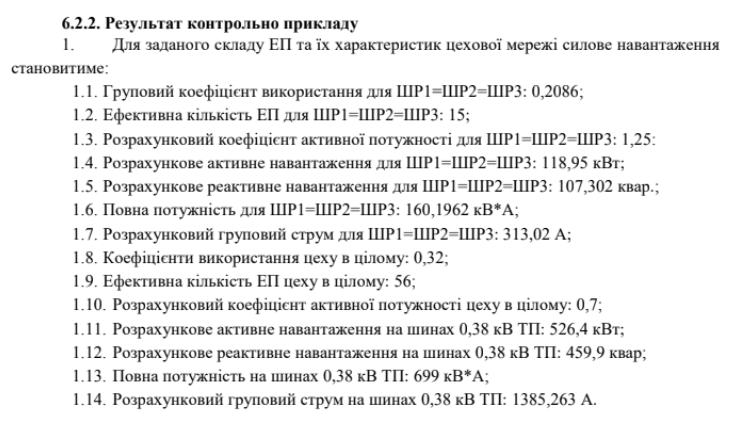 6.2.2. Результат контрольно прикладу
1. Для заданого складу ЕП та їх характеристик цехової мережі силове навантаження
становитиме:
1.1. Груповий коефіцієнт використання для ШР1=ШР2=ШР3: 0,2086;
1.2. Ефективна кількість ЕП для ШР1=ШР2=ШР3: 15;
1.3. Розрахунковий коефіцієнт активної потужності для ШР1=ШР2=ШР3: 1,25:
1.4. Розрахункове активне навантаження для ШР1=ШР2=ШР3: 118,95 кВт;
1.5. Розрахункове реактивне навантаження для ШР1=ШР2=ШР3: 107,302 квар.;
1.6. Повна потужність для ШР1=ШР2=ШР3: 160,1962 кВ*А;
1.7. Розрахунковий груповий струм для ШР1=ШР2=ШР3: 313,02 А;
1.8. Коефіцієнти використання цеху в цілому: 0,32;
1.9. Ефективна кількість ЕП цеху в цілому: 56;
1.10. Розрахунковий коефіцієнт активної потужності цеху в цілому: 0,7;
1.11. Розрахункове активне навантаження на шинах 0,38 кВ ТП: 526,4 кВт;
1.12. Розрахункове реактивне навантаження на шинах 0,38 кВ ТП: 459,9 квар;
1.13. Повна потужність на шинах 0,38 кВ ТП: 699 кВ*А;
1.14. Розрахунковий груповий струм на шинах 0,38 кВ ТП: 1385,263 А.